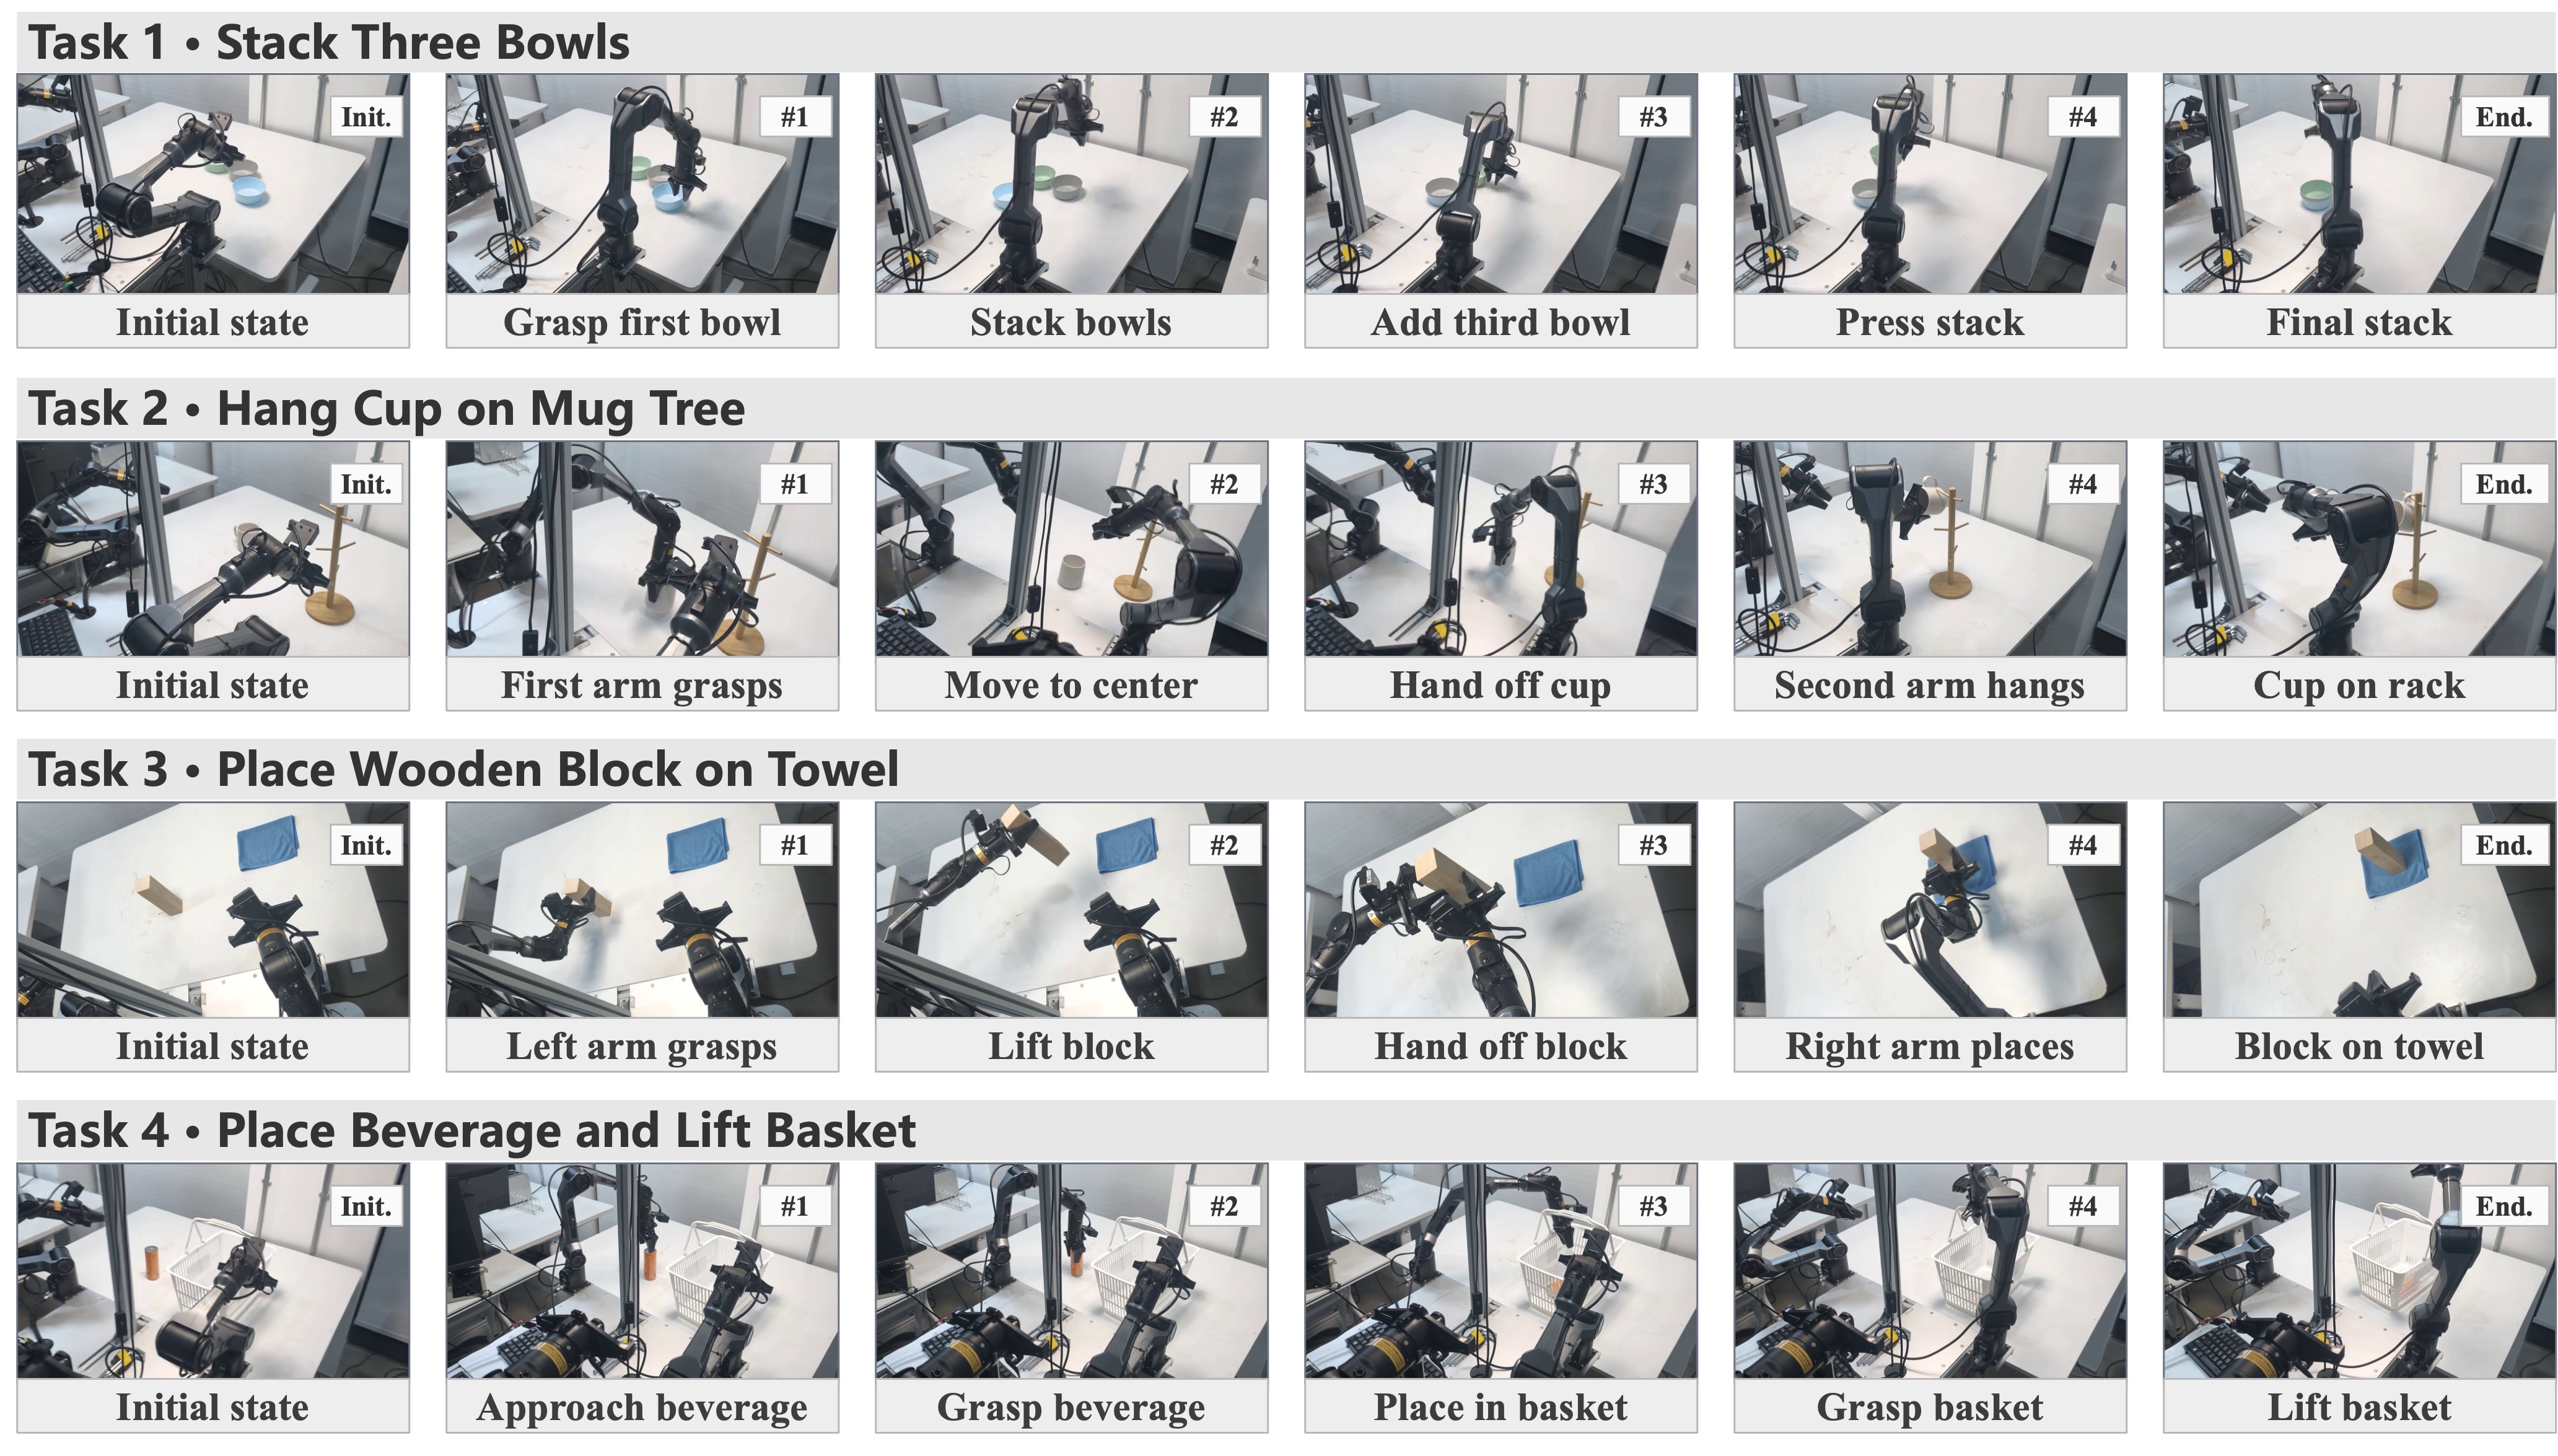 Task 1 • Stack Three Bowls
Init.
#1
#2
#3
#4
End.
Initial state
Grasp first bowl
Stack bowls
Add third bowl
Press stack
Final stack
Task 2 • Hang Cup on Mug Tree
Init.
#1
#2
#3
#4
End.
Initial state
First arm grasps
Move to center
Hand off cup
Second arm hangs
Cup on rack
Task 3 • Place Wooden Block on Towel
Init.
#1
#2
#3
#4
End.
Initial state
Left arm grasps
Lift block
Hand off block
Right arm places
Block on towel
Task 4 • Place Beverage and Lift Basket
Init.
#1
#2
#3
#4
End.
Initial state
Approach beverage
Grasp beverage
Place in basket
Grasp basket
Lift basket